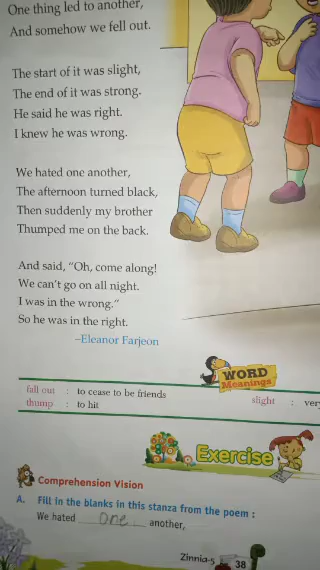 One thing led to another,
And somehow we fell out.
The start of it was slight,
The end of it was strong.
He said he was right.
I knew he was wrong.
We hated one another,
The afternoon turned black,
Then suddenly my brother
Thumped me on the back.
And said, “Oh, come along!
We can't go on all night.
I was in the wrong.”
So he was in the right.
–Eleanor Farjeon
WORD
Meanings
fall out : to cease to be friends
thump : to hit
slight :
Exercise
Comprehension Vision
A. Fill in the blanks in this stanza from the poem :
We hated one another,
Zinnia-5
38